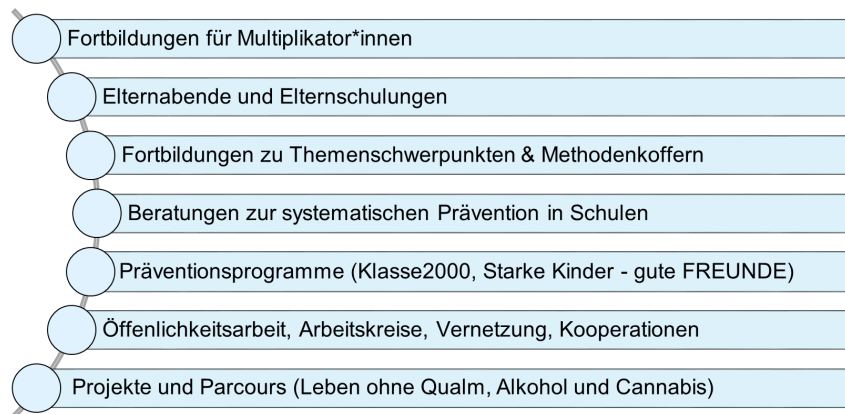 Fortbildungen für Multiplikator*innen
Elternabende und Elternschulungen
Fortbildungen zu Themenschwerpunkten & Methodenkoffern
Beratungen zur systematischen Prävention in Schulen
Präventionsprogramme (Klasse2000, Starke Kinder - gute FREUNDE)
Öffenlichkeitsarbeit, Arbeitskreise, Vernetzung, Kooperationen
Projekte und Parcours (Leben ohne Qualm, Alkohol und Cannabis)